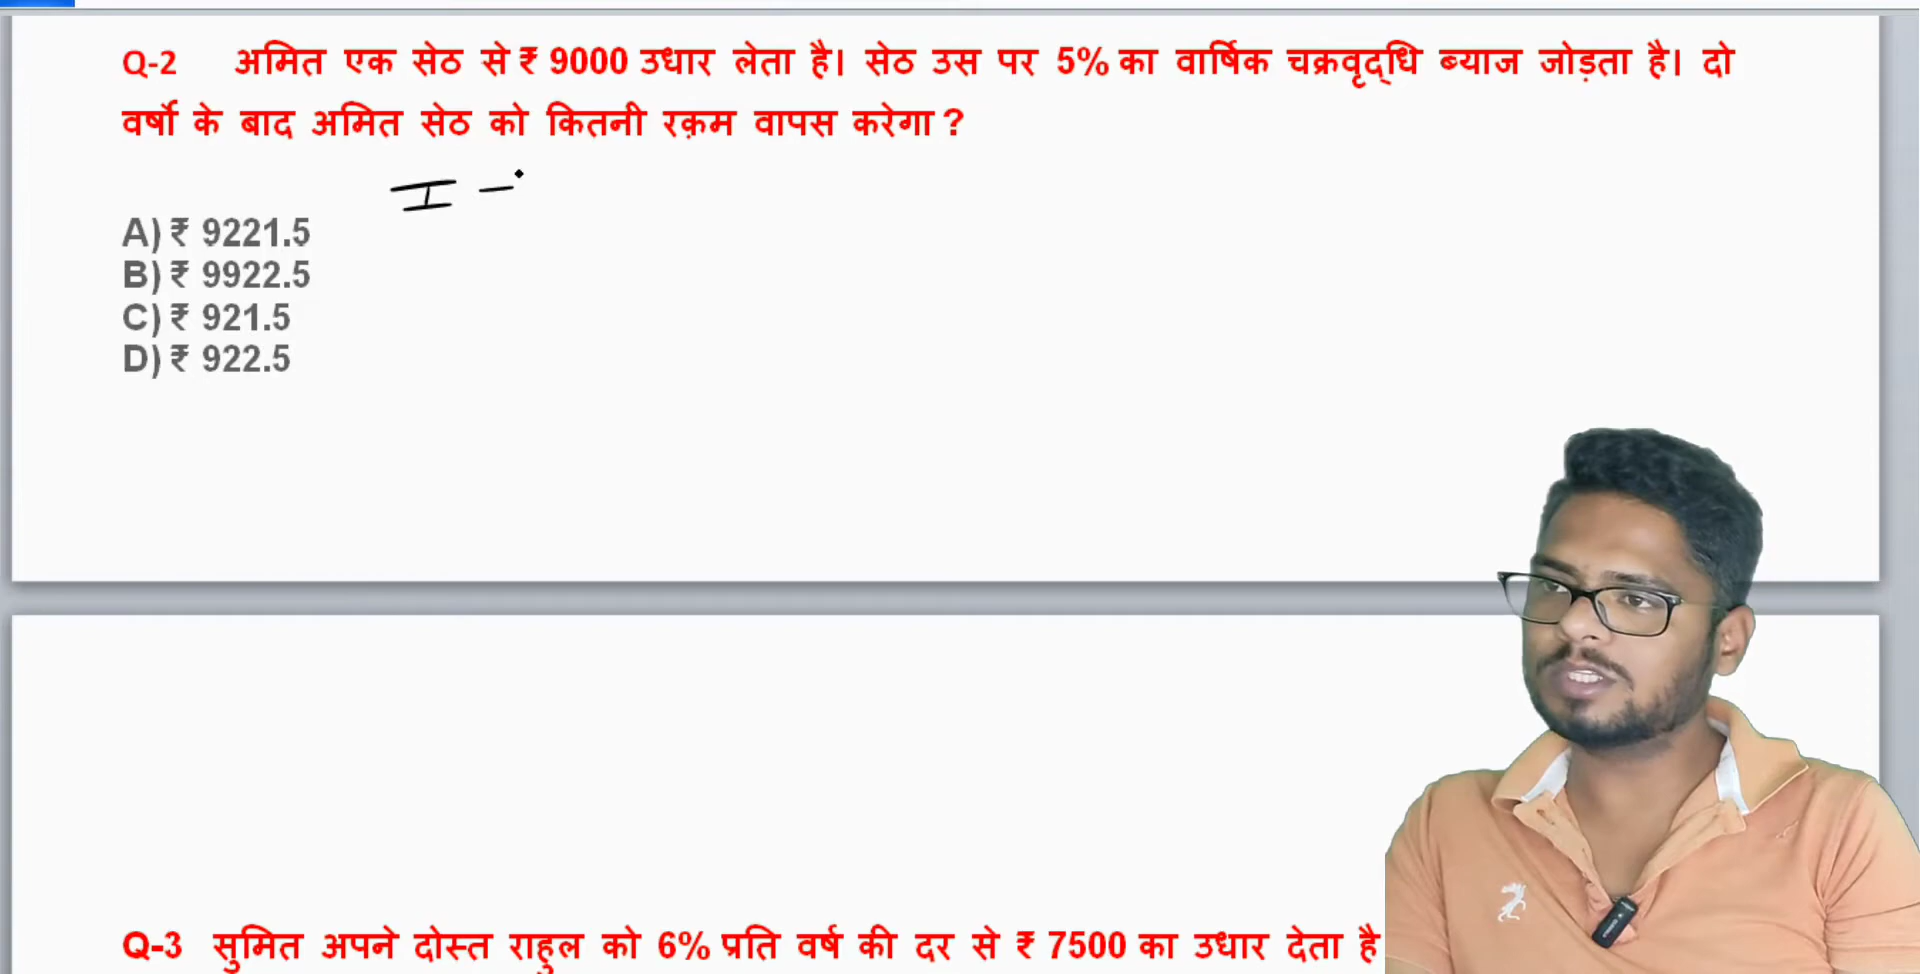 Q-2 अमित एक सेठ से ₹ 9000 उधार लेता है। सेठ उस पर 5% का वार्षिक चक्रवृद्धि ब्याज जोड़ता है। दो
वर्षो के बाद अमित सेठ को कितनी रक़म वापस करेगा ?
I -
A) ₹ 9221.5
B) ₹ 9922.5
C) ₹ 921.5
D) ₹ 922.5
Q-3 सुमित अपने दोस्त राहुल को 6% प्रति वर्ष की दर से ₹ 7500 का उधार देता है